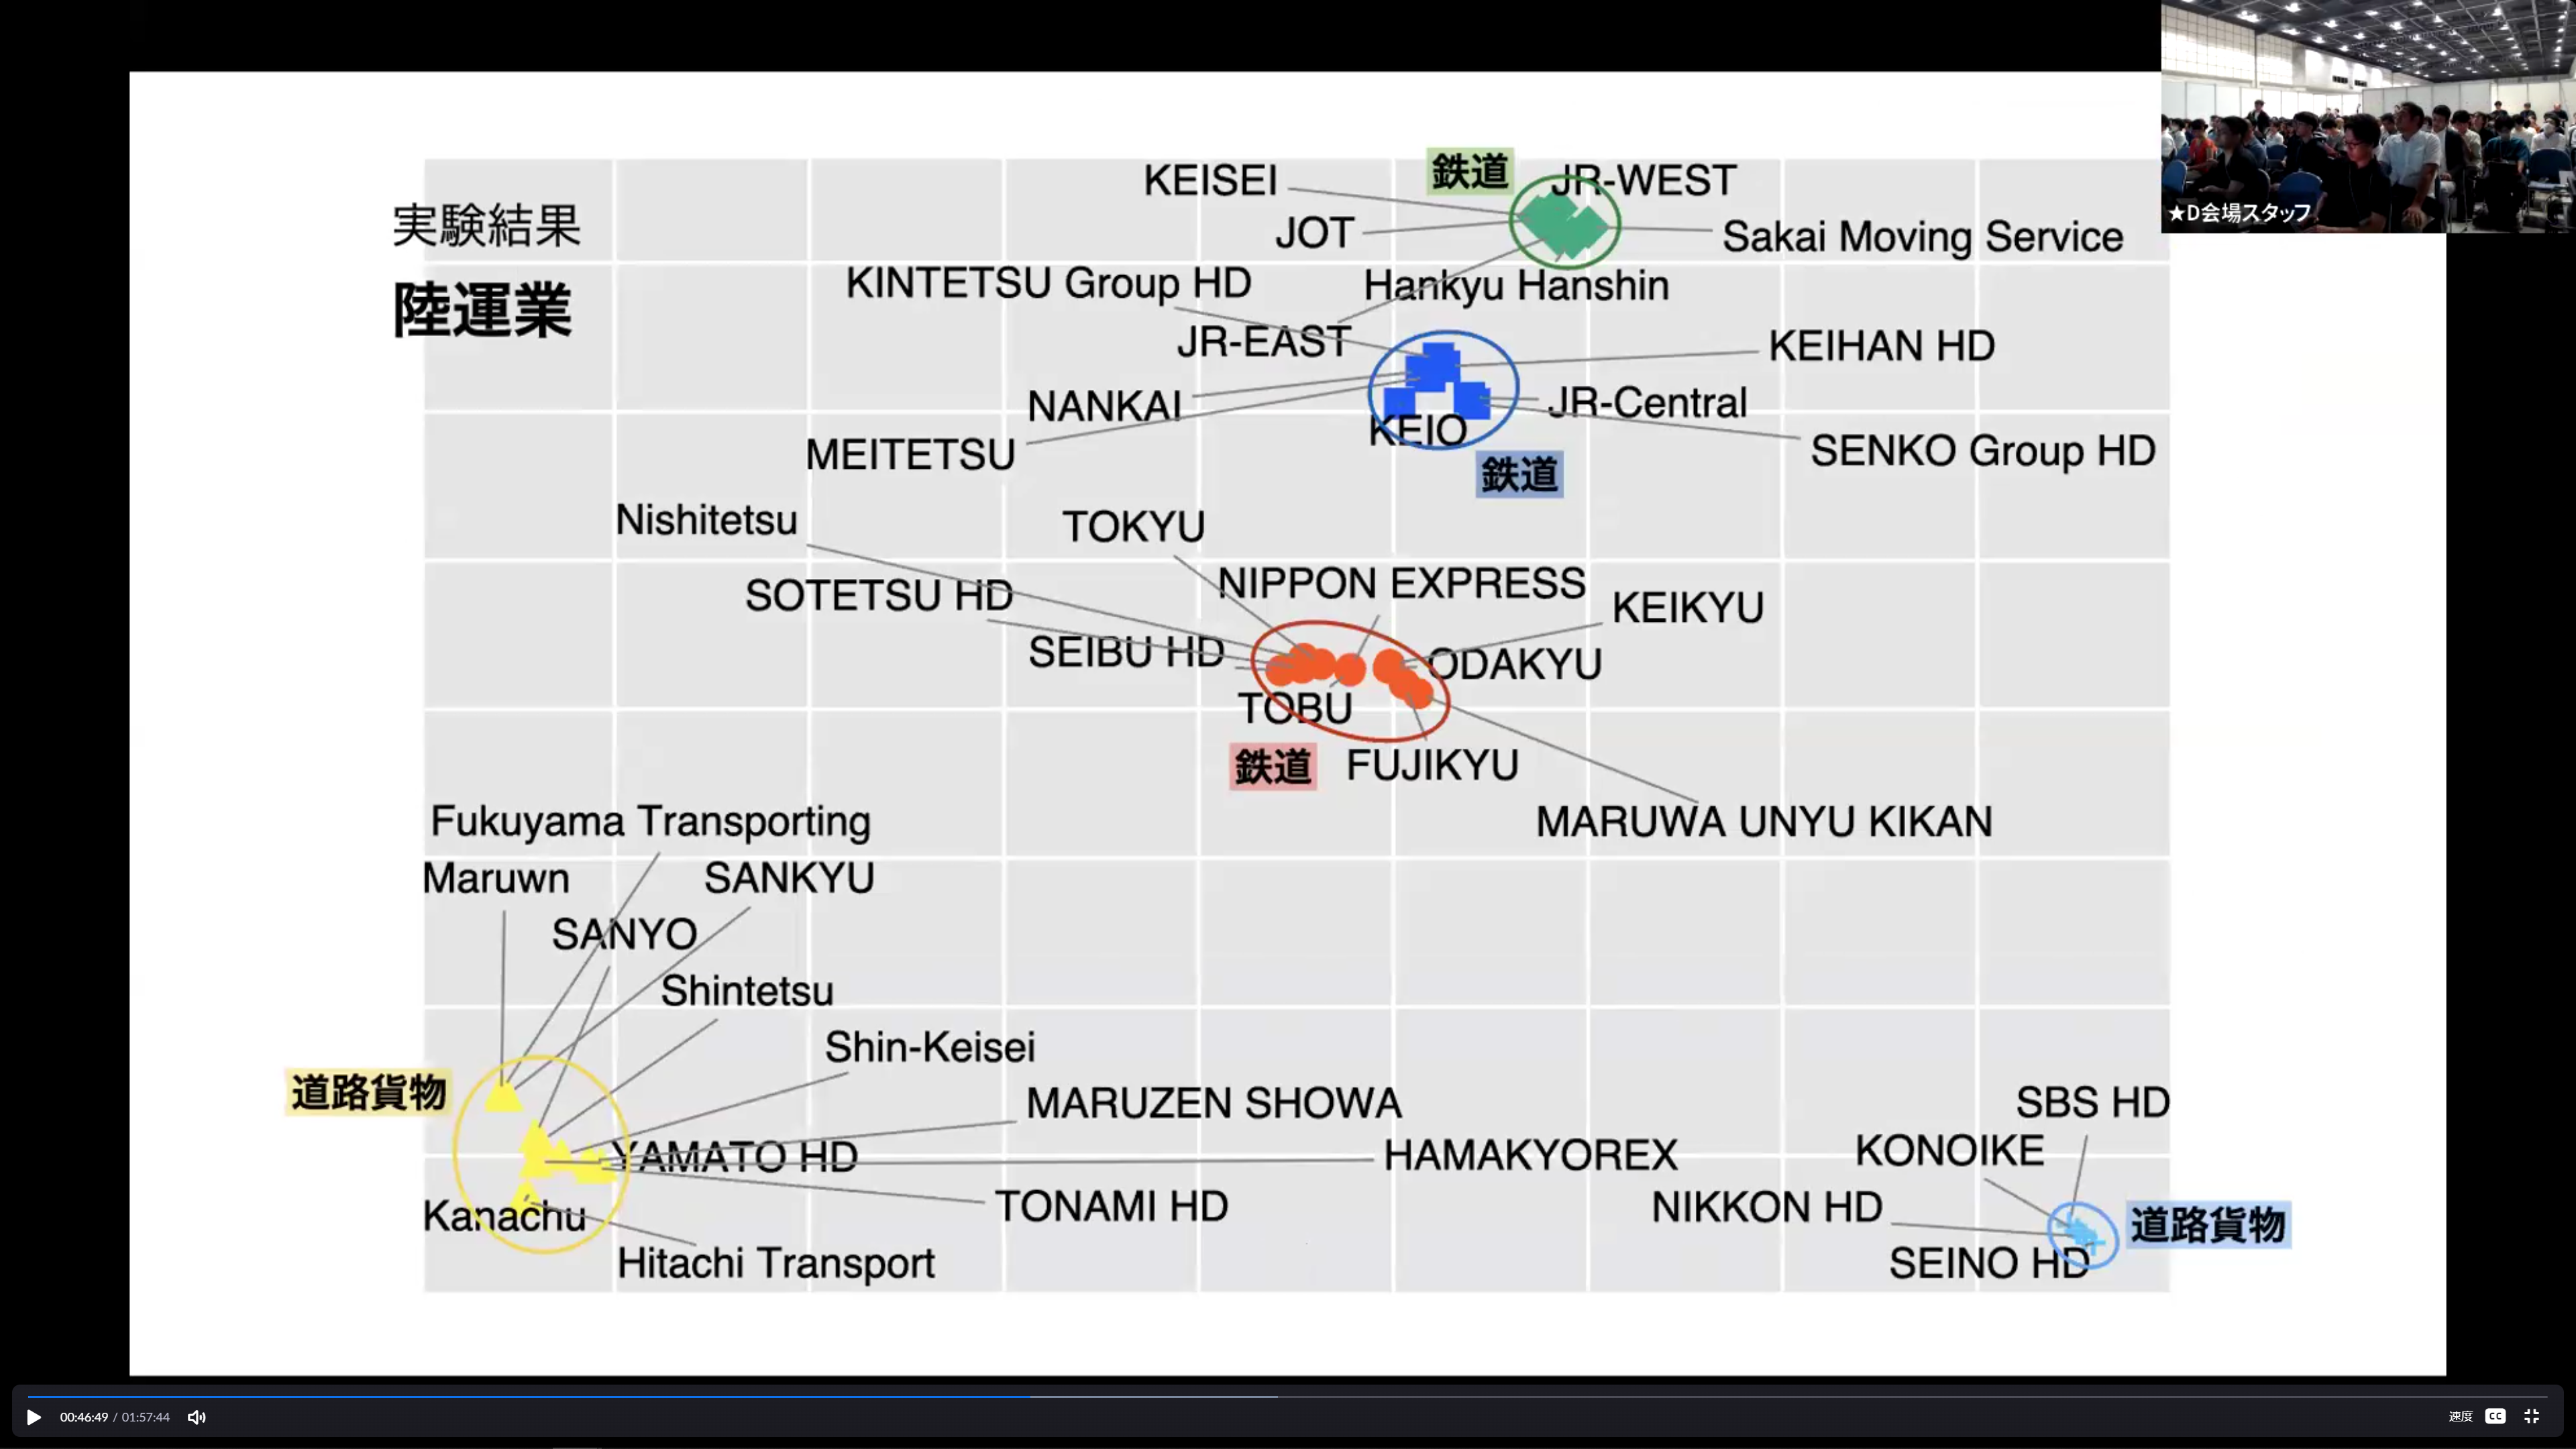 ★D会場スタッフ
実験結果
陸運業
鉄道
KEISEI
JR-WEST
JOT
Sakai Moving Service
KINTETSU Group HD
Hankyu Hanshin
JR-EAST
KEIHAN HD
NANKAI
JR-Central
KEIO
MEITETSU
SENKO Group HD
鉄道
Nishitetsu
TOKYU
NIPPON EXPRESS
SOTETSU HD
KEIKYU
SEIBU HD
ODAKYU
TOBU
鉄道
FUJIKYU
Fukuyama Transporting
MARUWA UNYU KIKAN
Maruwn
SANKYU
SANYO
Shintetsu
Shin-Keisei
道路貨物
MARUZEN SHOWA
SBS HD
YAMATO HD
HAMAKYOREX
KONOIKE
Kanachu
TONAMI HD
NIKKON HD
道路貨物
Hitachi Transport
SEINO HD
00:46:49 / 01:57:44
速度
CC